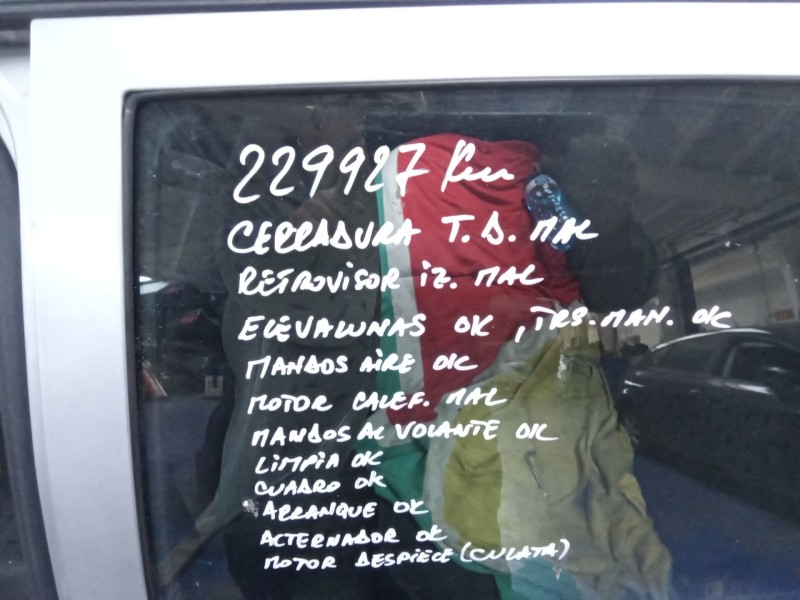 229927 Km
CERRADURA T.D. MAL
RETROVISOR iZ. MAL
ELEVALUNAS OK, TRS. MAN. OK
MANDOS AIRE OK
MOTOR CALEF. MAL
MANDOS AL VOLANTE OK
LIMPIA OK
CUADRO OK
ARRANQUE OK
ALTERNADOR OK
MOTOR DESPIECE (CULATA)